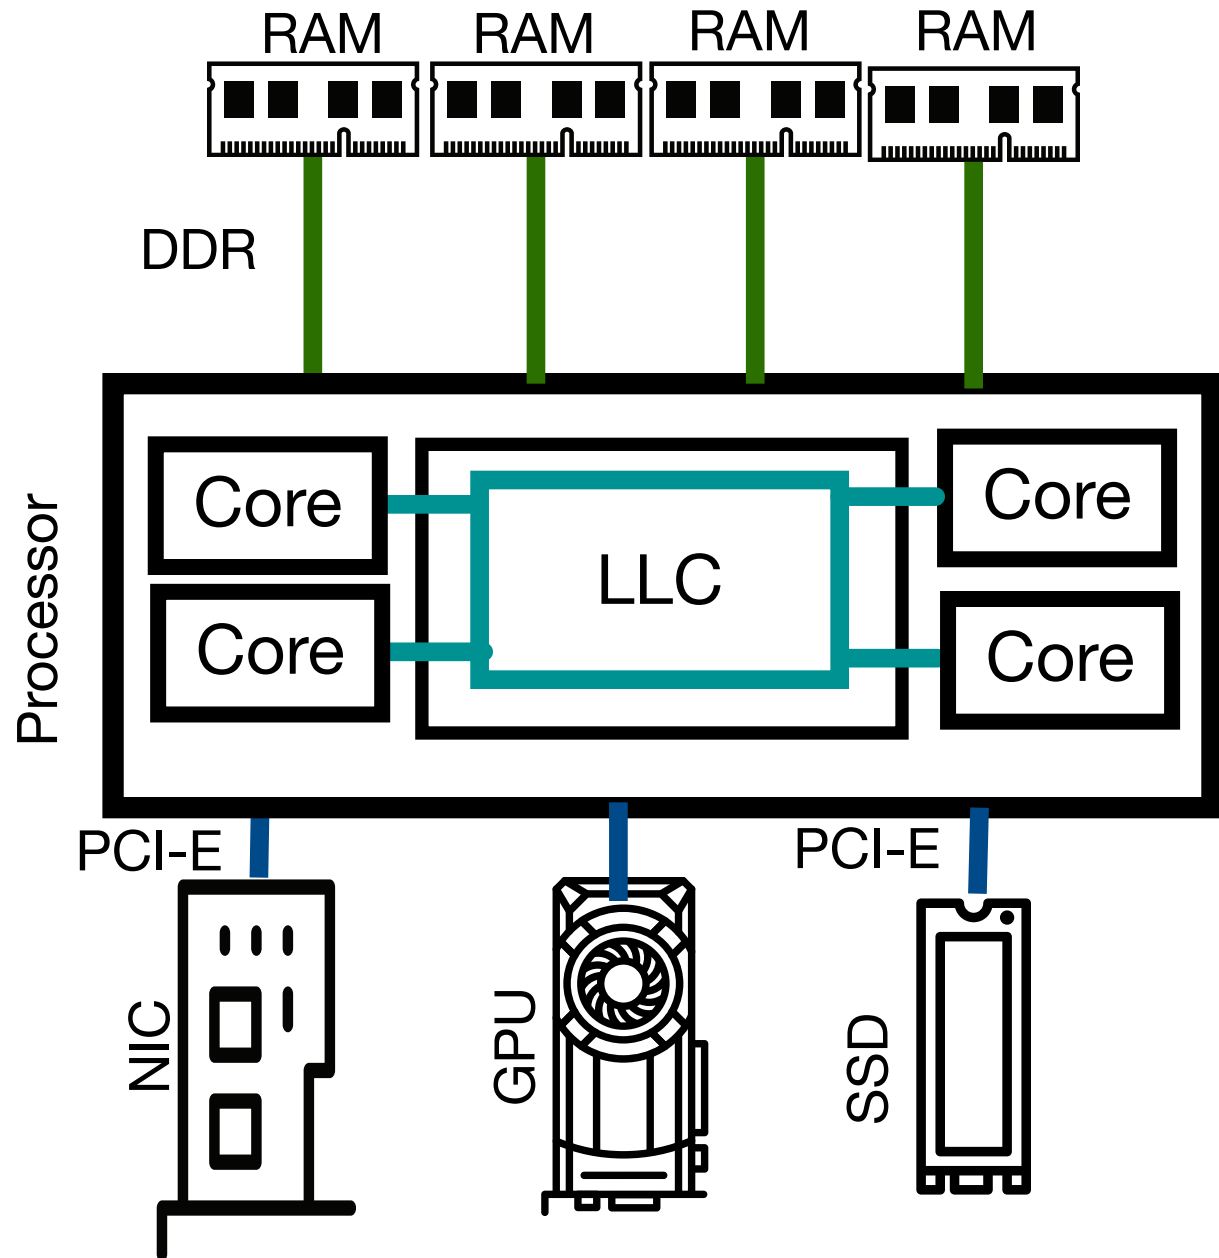 RAM
RAM
RAM
RAM
DDR
Processor
Core
Core
LLC
Core
Core
PCI-E
PCI-E
NIC
GPU
SSD